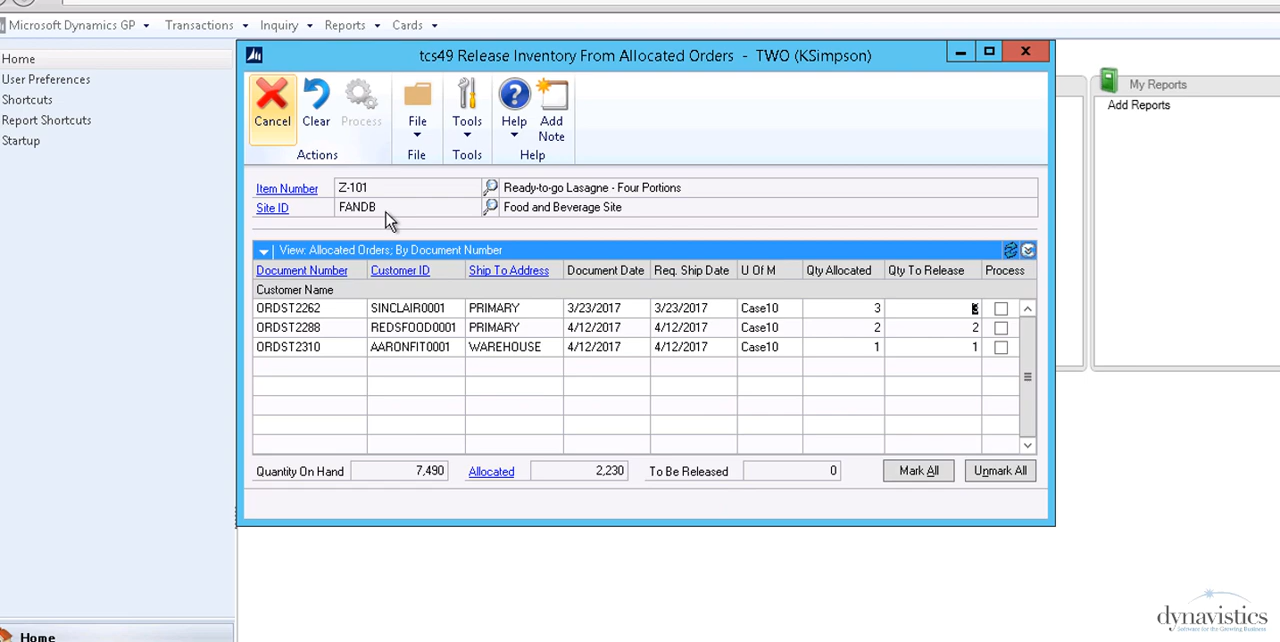 Microsoft Dynamics GP Transactions Inquiry Reports Cards
Home
User Preferences
Shortcuts
Report Shortcuts
Startup
tcs49 Release Inventory From Allocated Orders - TWO (KSimpson)
Cancel Clear Process File Tools Help Add Note
Actions File Tools Help
Item Number Z-101 Ready-to-go Lasagne - Four Portions
Site ID FANDB Food and Beverage Site
View: Allocated Orders; By Document Number
Document Number Customer ID Ship To Address Document Date Req. Ship Date U Of M Qty Allocated Qty To Release Process
Customer Name
ORDST2262 SINCLAIR0001 PRIMARY 3/23/2017 3/23/2017 Case10 3
ORDST2288 REDSFOOD0001 PRIMARY 4/12/2017 4/12/2017 Case10 2 2
ORDST2310 AARONFIT0001 WAREHOUSE 4/12/2017 4/12/2017 Case10 1 1
Quantity On Hand 7,490 Allocated 2,230 To Be Released 0 Mark All Unmark All
My Reports
Add Reports
Home
dynavistics
Software for the Growing Business